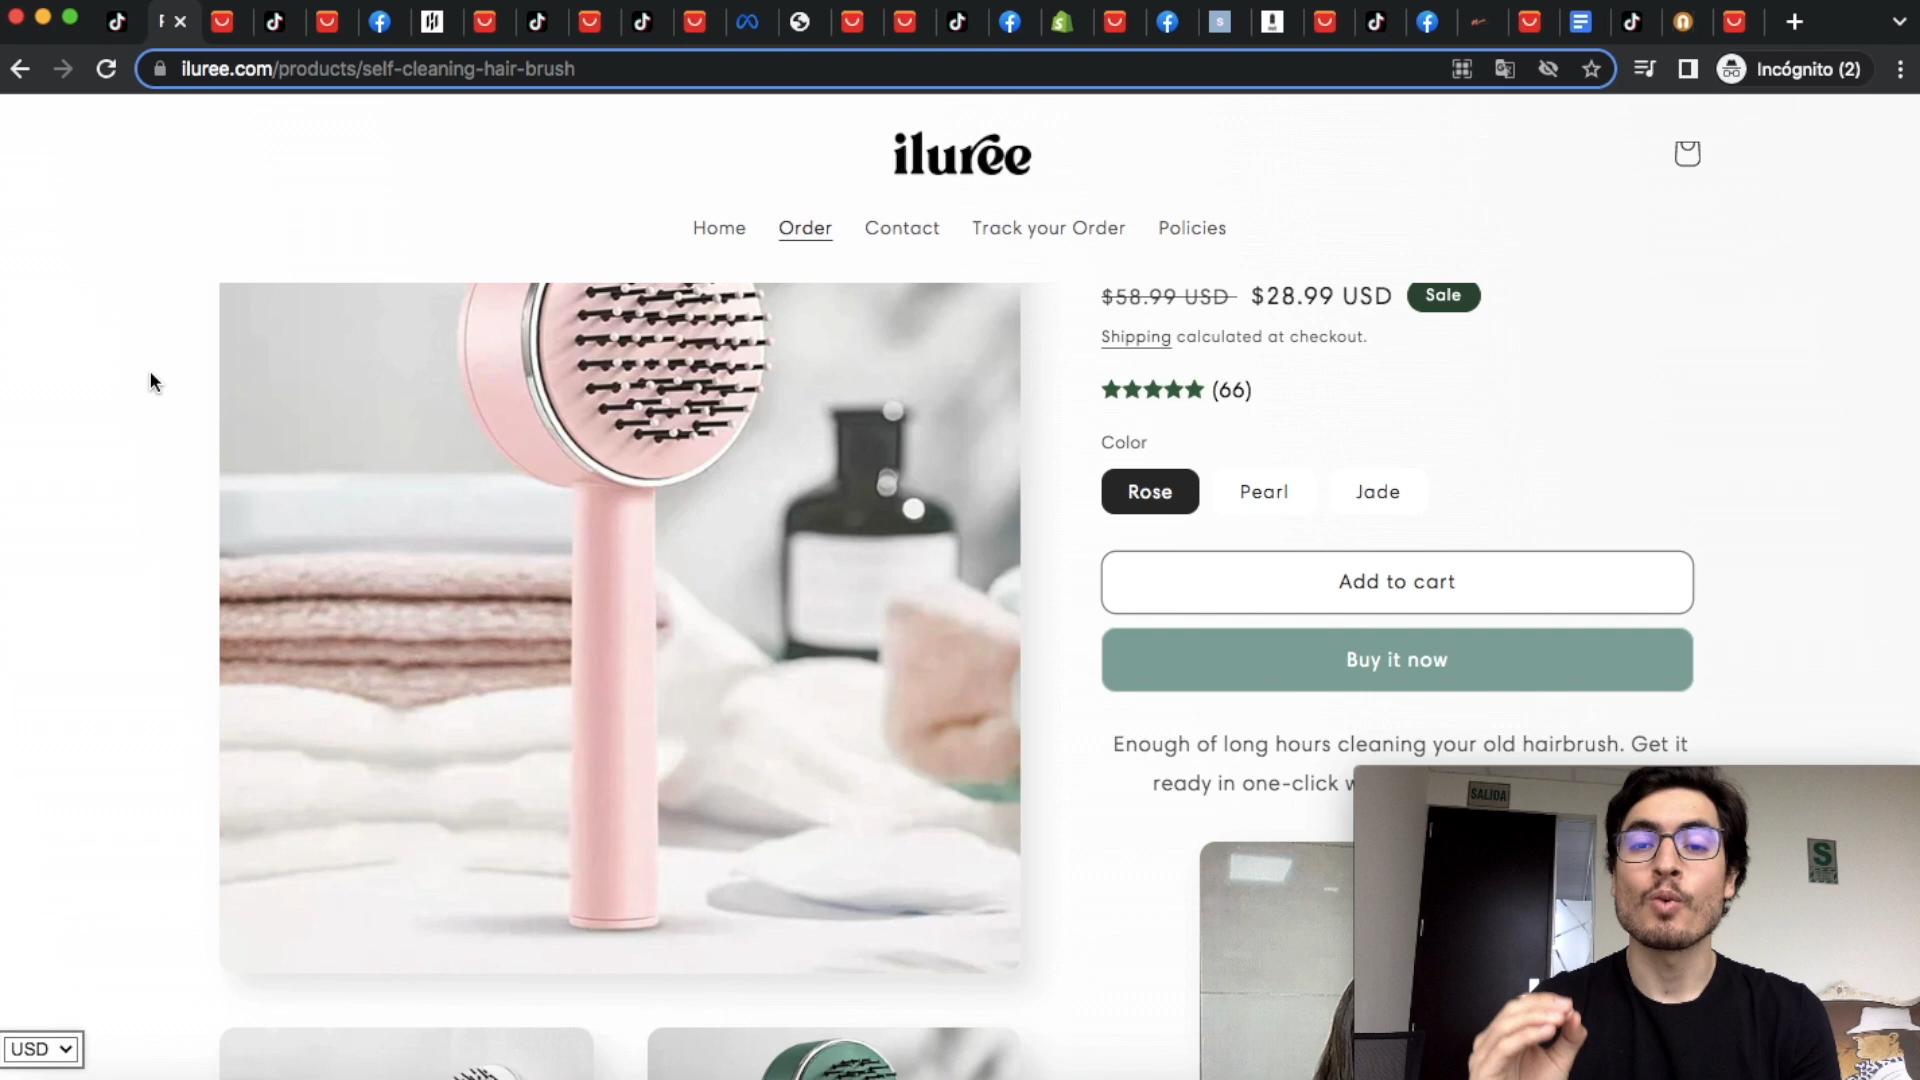 iluree.com/products/self-cleaning-hair-brush
Incógnito (2)
iluree
Home
Order
Contact
Track your Order
Policies
$58.99 USD
$28.99 USD
Sale
Shipping calculated at checkout.
(66)
Color
Rose
Pearl
Jade
Add to cart
Buy it now
Enough of long hours cleaning your old hairbrush. Get it
ready in one-click
SALIDA
S
USD